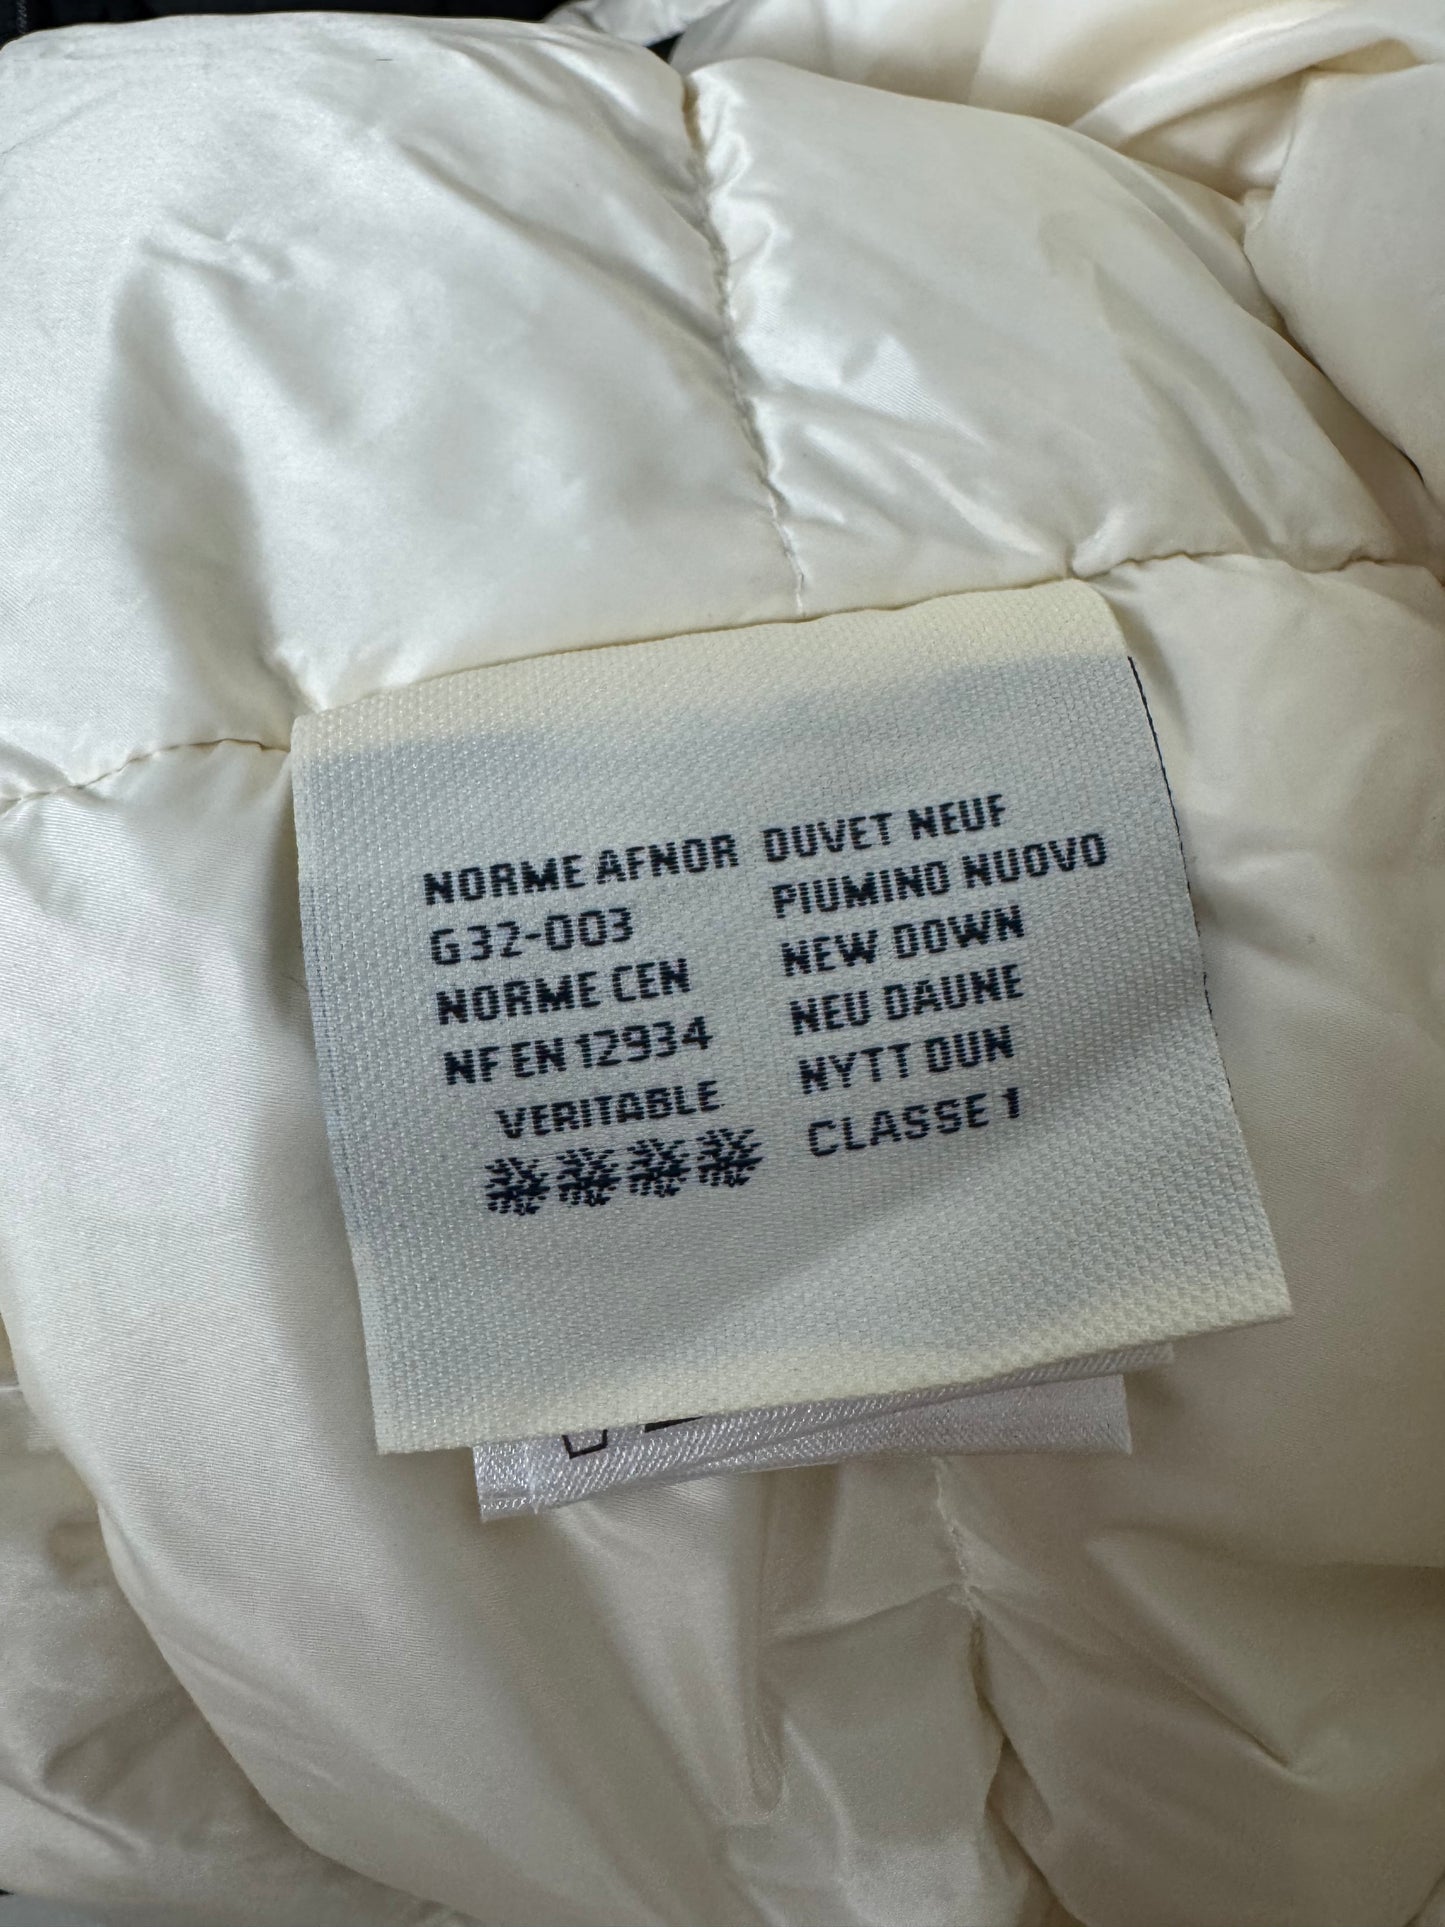 NORME AFNOR
G32-003
NORME CEN
NF EN 12934
VERITABLE
DUVET NEUF
PIUMINO NUOVO
NEW DOWN
NEU DAUNE
NYTT DUN
CLASSE 1